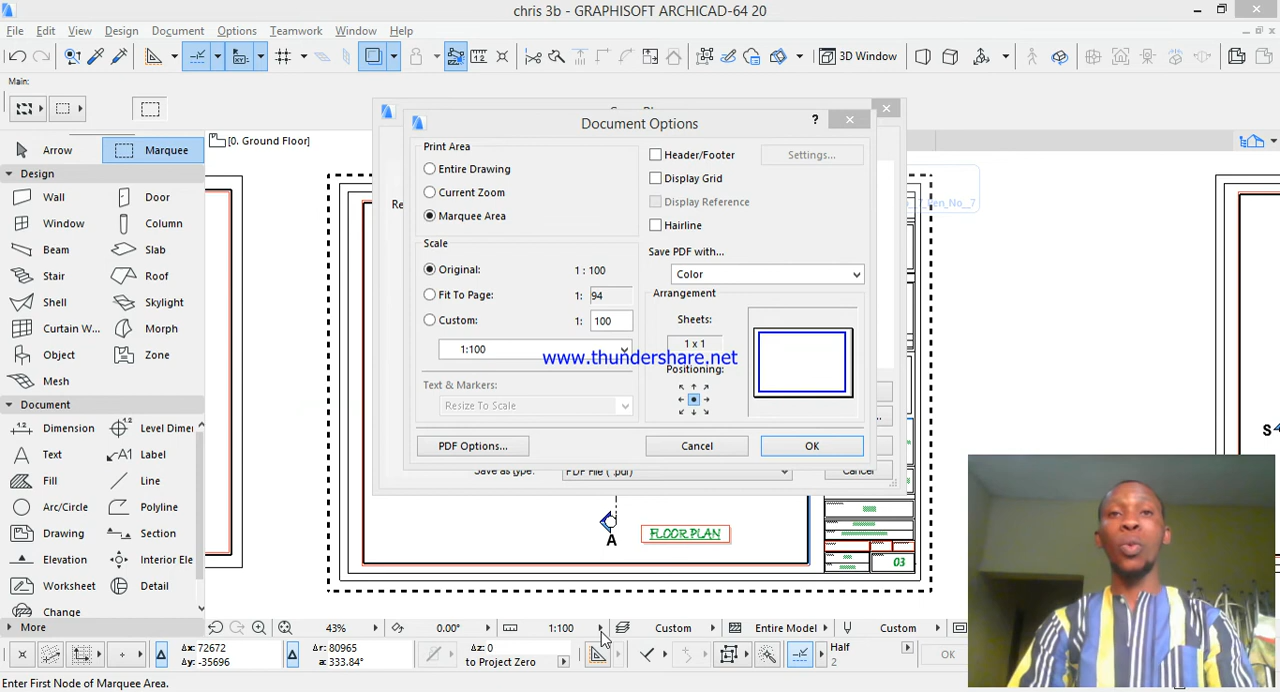 chris 3b - GRAPHISOFT ARCHICAD-64 20
File Edit View Design Document Options Teamwork Window Help
3D Window
Main:
[0. Ground Floor]
Arrow Marquee
Design
Wall Door
Window Column
Beam Slab
Stair Roof
Shell Skylight
Curtain W... Morph
Object Zone
Mesh
Document
Dimension Level Dimer
Text Label
Fill Line
Arc/Circle Polyline
Drawing Section
Elevation Interior Ele
Worksheet Detail
Change
More
Document Options
Print Area
Entire Drawing
Current Zoom
Marquee Area
Scale
Original: 1 : 100
Fit To Page: 1: 94
Custom: 1: 100
1:100
Text & Markers:
Resize To Scale
PDF Options...
Header/Footer Settings...
Display Grid
Display Reference
Hairline
Save PDF with...
Color
Arrangement
Sheets:
1 x 1
Positioning:
Cancel OK
www.thundershare.net
Save as type: PDF File (*.pdf) Cancel
A
FLOOR PLAN
03
43% 0.00° 1:100 Custom Entire Model Custom
Δx: 72672
Δy: -35696
Δr: 80965
a: 333.84°
Δz: 0
to Project Zero
Half
2
OK
Enter First Node of Marquee Area.